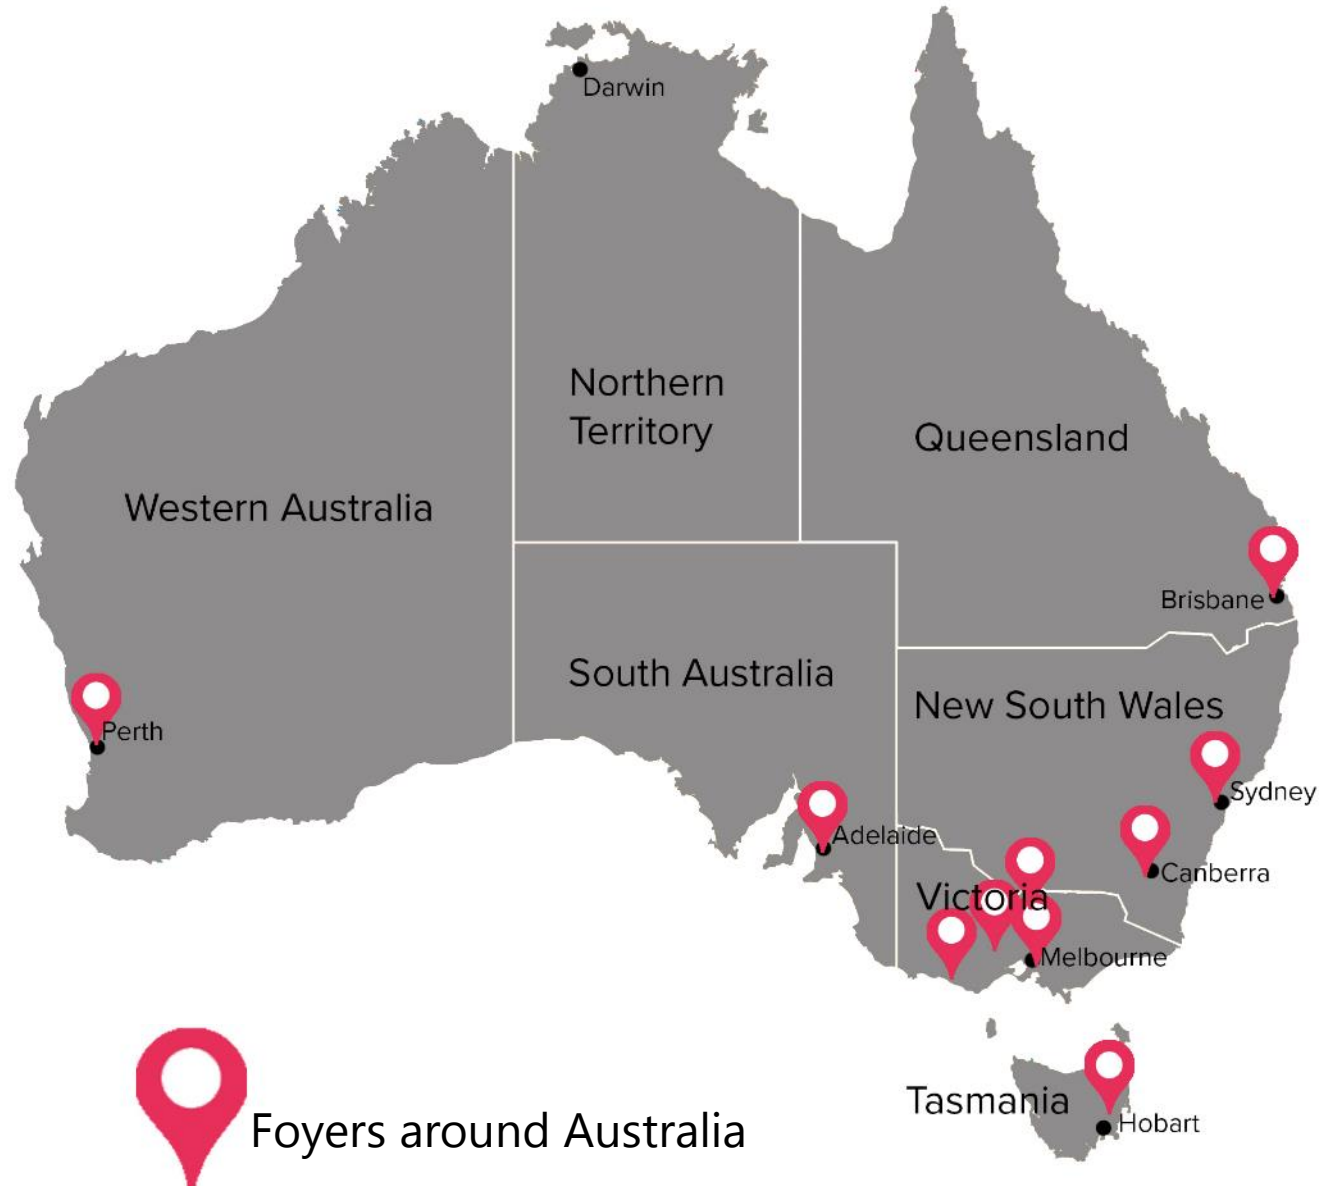 Darwin
Northern
Territory
Queensland
Western Australia
Brisbane
South Australia
New South Wales
Perth
Sydney
Adelaide
Canberra
Victoria
Melbourne
Tasmania
Hobart
Foyers around Australia